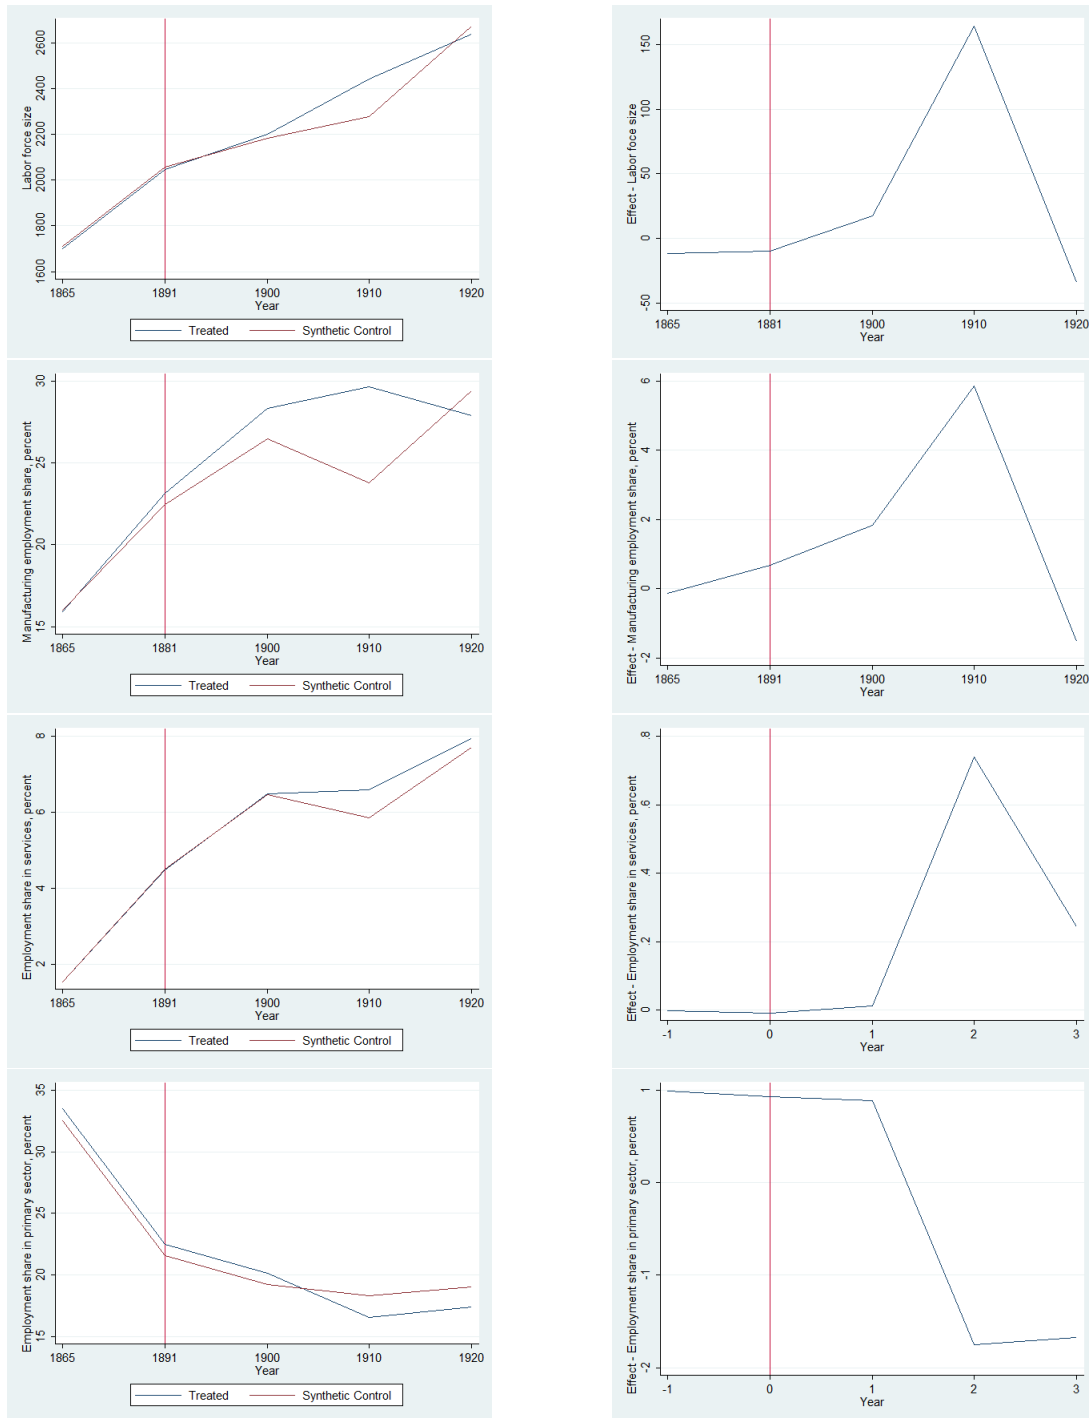 Labor force size
2600
2400
2200
2000
1800
1600
1865 1891 1900 1910 1920
Year
Treated Synthetic Control
Effect - Labor foce size
150
100
50
0
-50
1865 1881 1900 1910 1920
Year
Manufacturing employment share, percent
30
25
20
15
1865 1881 1900 1910 1920
Year
Treated Synthetic Control
Effect - Manufacturing employment share, percent
6
4
2
0
-2
1865 1891 1900 1910 1920
Year
Employment share in services, percent
8
6
4
2
1865 1891 1900 1910 1920
Year
Treated Synthetic Control
Effect - Employment share in services, percent
.8
.6
.4
.2
0
-1 0 1 2 3
Year
Employment share in primary sector, percent
35
30
25
20
15
1865 1891 1900 1910 1920
Year
Treated Synthetic Control
Effect - Employment share in primary sector, percent
1
0
-1
-2
-1 0 1 2 3
Year